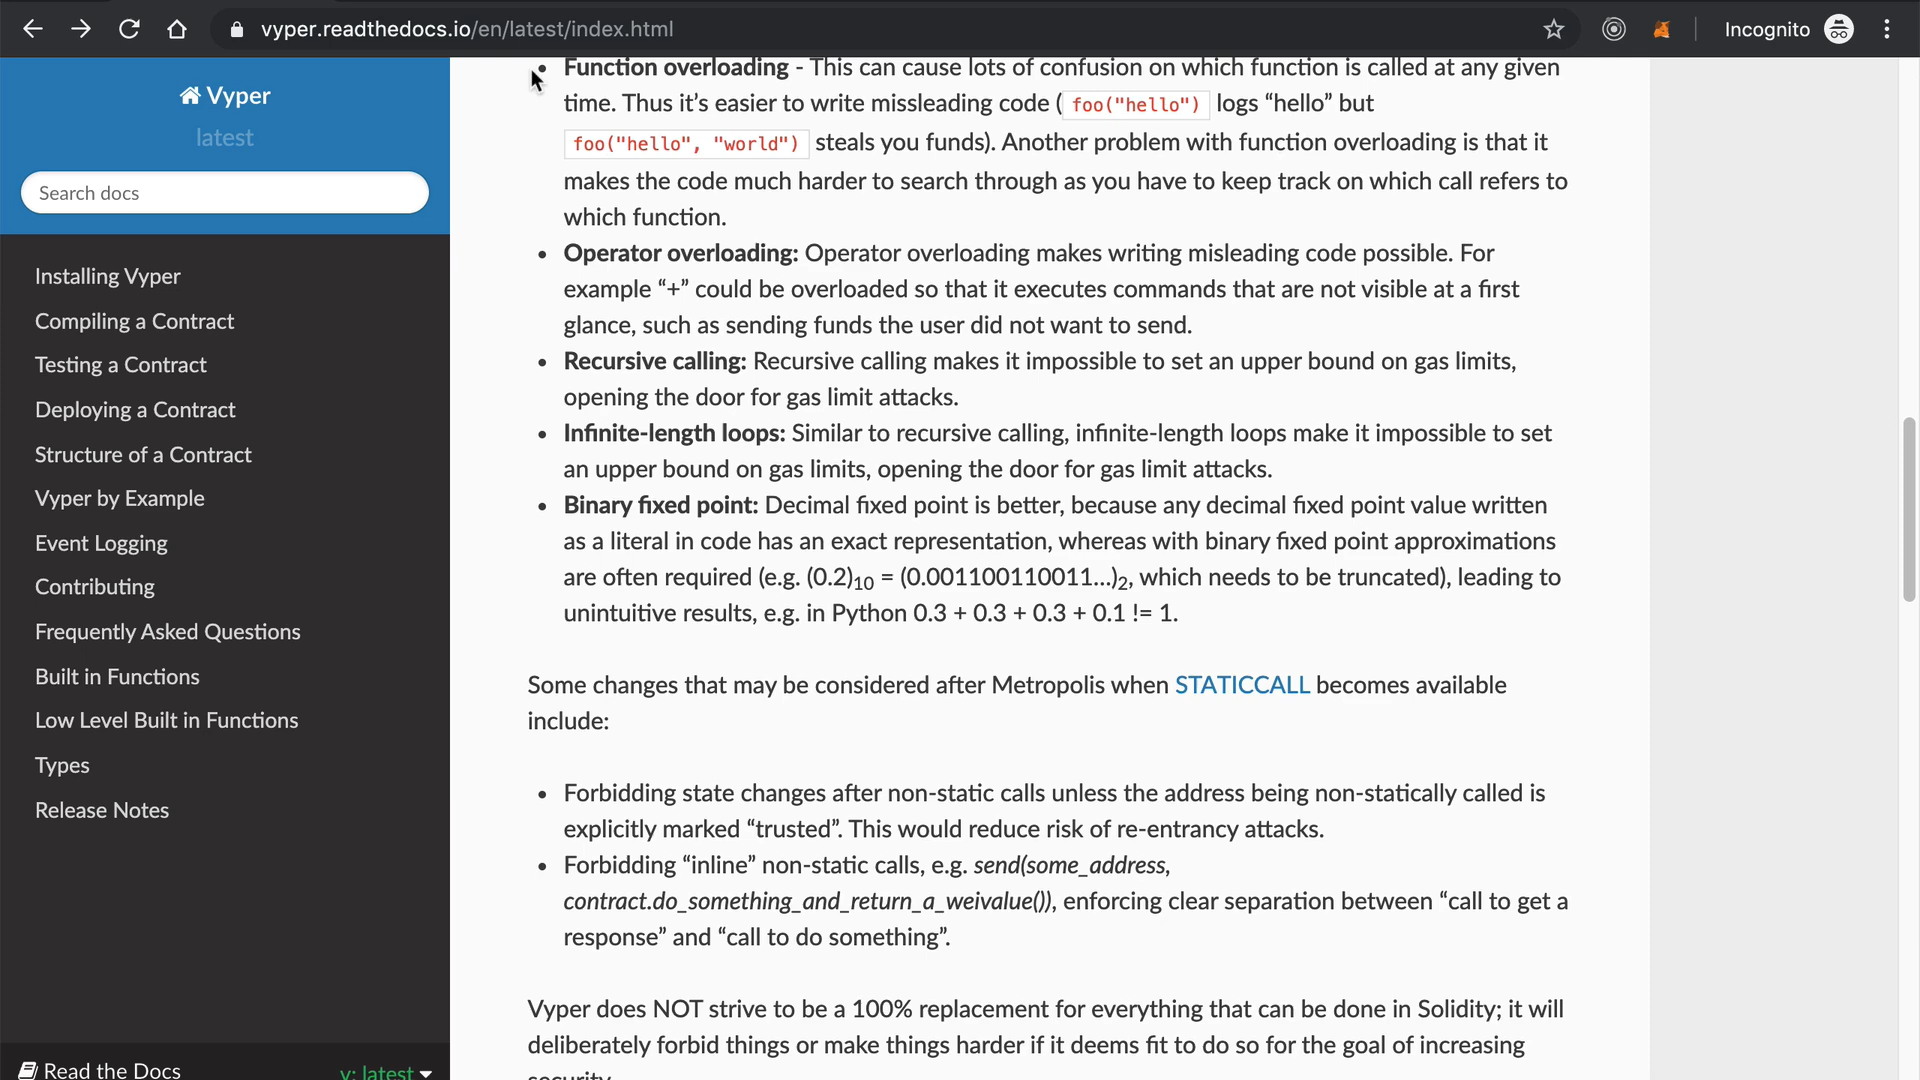 vyper.readthedocs.io/en/latest/index.html
Incognito
Vyper
latest
Search docs
Installing Vyper
Compiling a Contract
Testing a Contract
Deploying a Contract
Structure of a Contract
Vyper by Example
Event Logging
Contributing
Frequently Asked Questions
Built in Functions
Low Level Built in Functions
Types
Release Notes
Read the Docs
v: latest
Function overloading - This can cause lots of confusion on which function is called at any given
time. Thus it’s easier to write missleading code ( foo("hello") logs “hello” but
foo("hello", "world") steals you funds). Another problem with function overloading is that it
makes the code much harder to search through as you have to keep track on which call refers to
which function.
Operator overloading: Operator overloading makes writing misleading code possible. For
example “+” could be overloaded so that it executes commands that are not visible at a first
glance, such as sending funds the user did not want to send.
Recursive calling: Recursive calling makes it impossible to set an upper bound on gas limits,
opening the door for gas limit attacks.
Infinite-length loops: Similar to recursive calling, infinite-length loops make it impossible to set
an upper bound on gas limits, opening the door for gas limit attacks.
Binary fixed point: Decimal fixed point is better, because any decimal fixed point value written
as a literal in code has an exact representation, whereas with binary fixed point approximations
are often required (e.g. (0.2)10 = (0.001100110011…)2, which needs to be truncated), leading to
unintuitive results, e.g. in Python 0.3 + 0.3 + 0.3 + 0.1 != 1.
Some changes that may be considered after Metropolis when STATICCALL becomes available
include:
Forbidding state changes after non-static calls unless the address being non-statically called is
explicitly marked “trusted”. This would reduce risk of re-entrancy attacks.
Forbidding “inline” non-static calls, e.g. send(some_address,
contract.do_something_and_return_a_weivalue()), enforcing clear separation between “call to get a
response” and “call to do something”.
Vyper does NOT strive to be a 100% replacement for everything that can be done in Solidity; it will
deliberately forbid things or make things harder if it deems fit to do so for the goal of increasing
security.